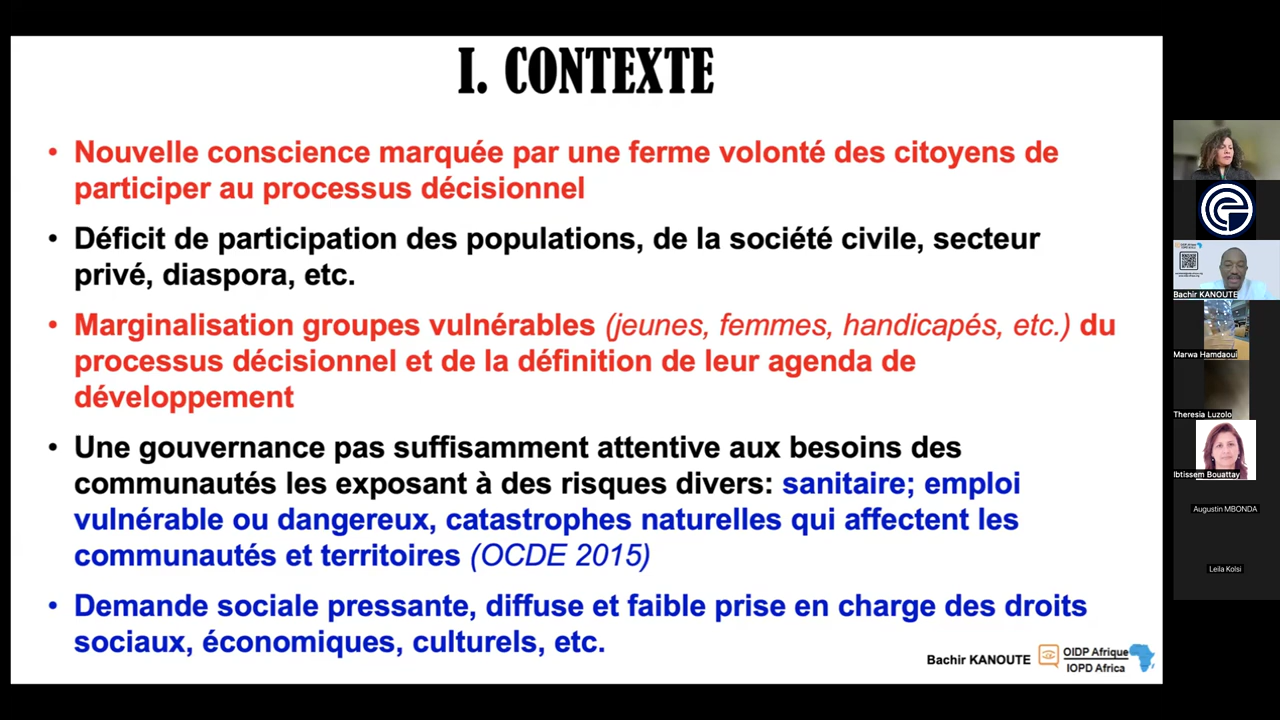 I. CONTEXTE
• Nouvelle conscience marquée par une ferme volonté des citoyens de
participer au processus décisionnel
• Déficit de participation des populations, de la société civile, secteur
privé, diaspora, etc.
• Marginalisation groupes vulnérables (jeunes, femmes, handicapés, etc.) du
processus décisionnel et de la définition de leur agenda de
développement
• Une gouvernance pas suffisamment attentive aux besoins des
communautés les exposant à des risques divers: sanitaire; emploi
vulnérable ou dangereux, catastrophes naturelles qui affectent les
communautés et territoires (OCDE 2015)
• Demande sociale pressante, diffuse et faible prise en charge des droits
sociaux, économiques, culturels, etc.
Bachir KANOUTE
OIDP Afrique
IOPD Africa
Bachir KANOUTE
Marwa Hamdaoui
Theresia Luzolo
Ibtissem Bouattay
Augustin MBONDA
Leila Kolsi